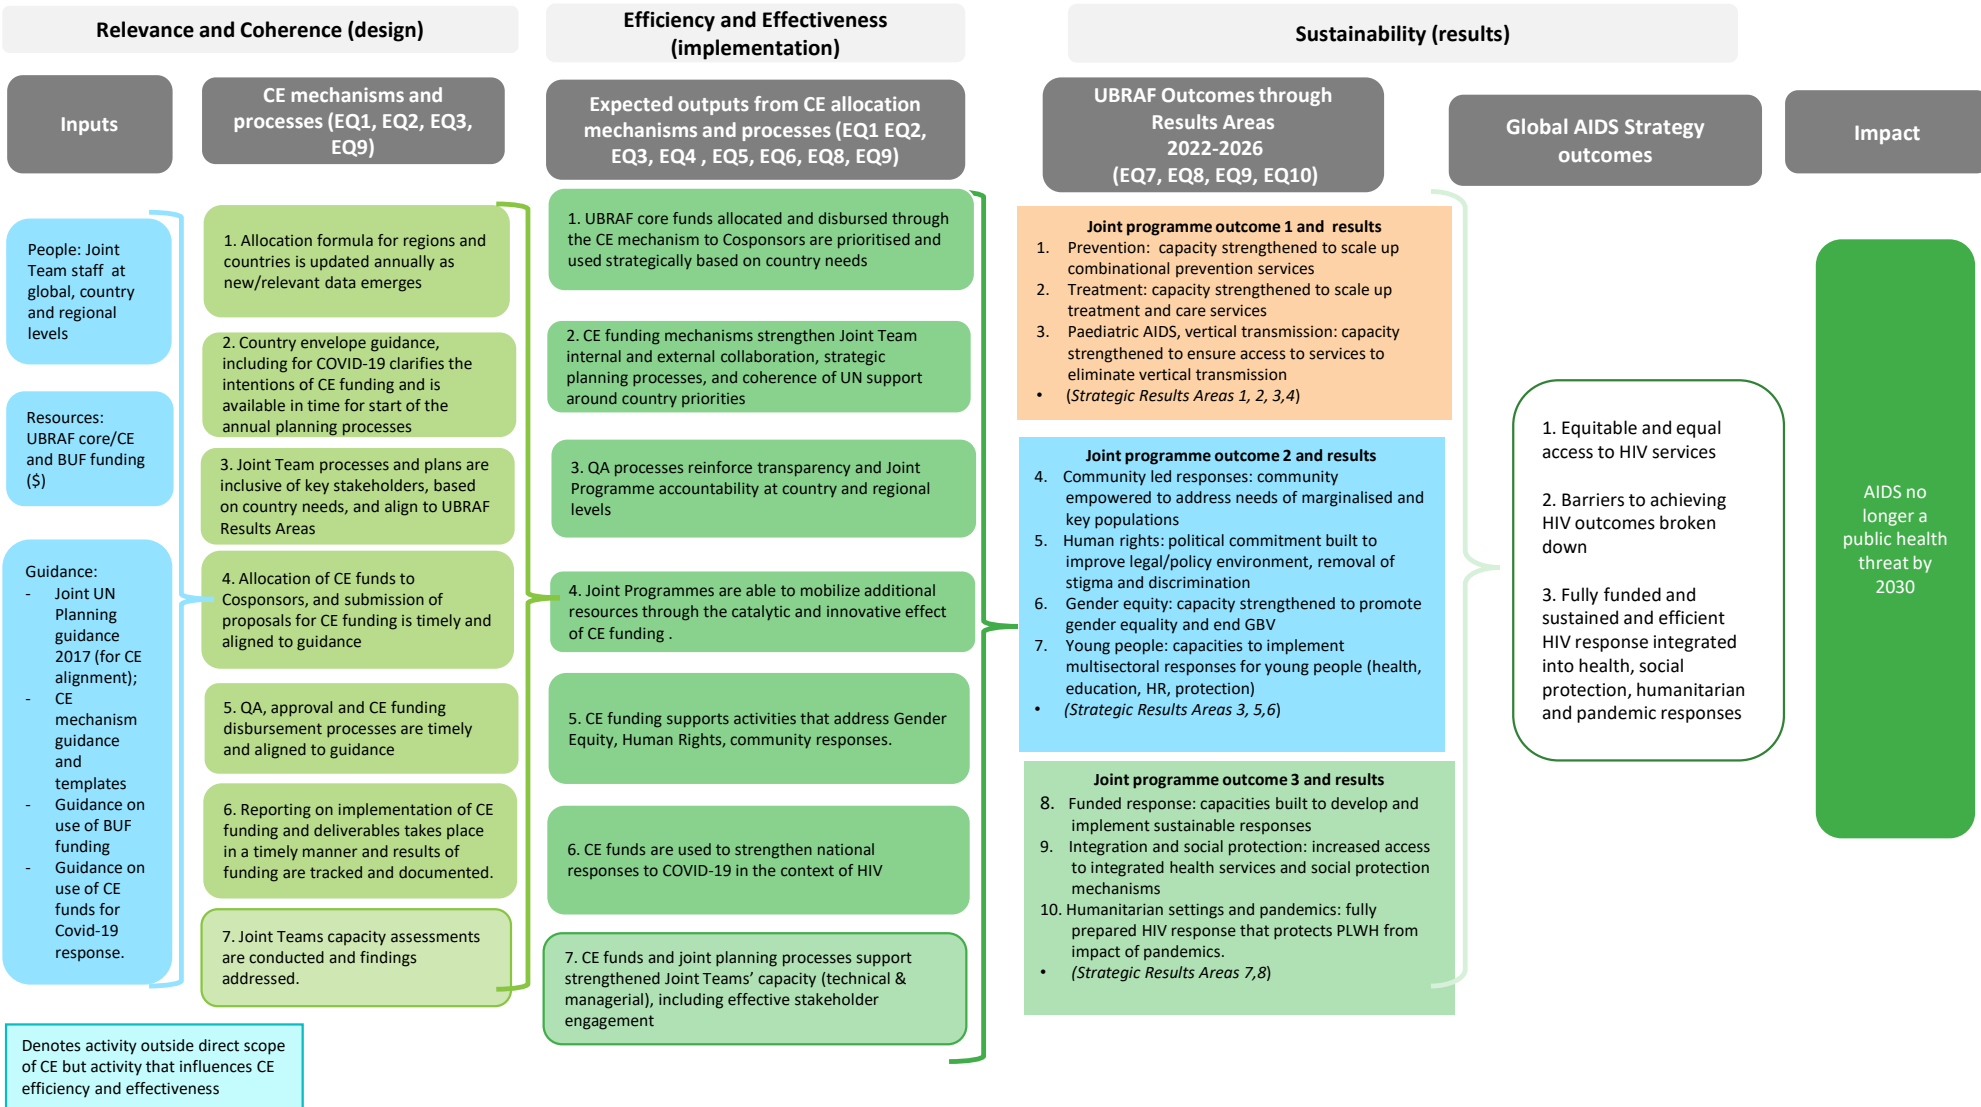 Relevance and Coherence (design)
Efficiency and Effectiveness
(implementation)
Sustainability (results)
Inputs
CE mechanisms and
processes (EQ1, EQ2, EQ3,
EQ9)
Expected outputs from CE allocation
mechanisms and processes (EQ1 EQ2,
EQ3, EQ4 , EQ5, EQ6, EQ8, EQ9)
UBRAF Outcomes through
Results Areas
2022-2026
(EQ7, EQ8, EQ9, EQ10)
Global AIDS Strategy
outcomes
Impact
People: Joint
Team staff at
global, country
and regional
levels
Resources:
UBRAF core/CE
and BUF funding
($)
Guidance:
- Joint UN
Planning
guidance
2017 (for CE
alignment);
- CE
mechanism
guidance
and
templates
- Guidance on
use of BUF
funding
- Guidance on
use of CE
funds for
Covid-19
response.
Denotes activity outside direct scope
of CE but activity that influences CE
efficiency and effectiveness
1. Allocation formula for regions and
countries is updated annually as
new/relevant data emerges
2. Country envelope guidance,
including for COVID-19 clarifies the
intentions of CE funding and is
available in time for start of the
annual planning processes
3. Joint Team processes and plans are
inclusive of key stakeholders, based
on country needs, and align to UBRAF
Results Areas
4. Allocation of CE funds to
Cosponsors, and submission of
proposals for CE funding is timely and
aligned to guidance
5. QA, approval and CE funding
disbursement processes are timely
and aligned to guidance
6. Reporting on implementation of CE
funding and deliverables takes place
in a timely manner and results of
funding are tracked and documented.
7. Joint Teams capacity assessments
are conducted and findings
addressed.
1. UBRAF core funds allocated and disbursed through
the CE mechanism to Cosponsors are prioritised and
used strategically based on country needs
2. CE funding mechanisms strengthen Joint Team
internal and external collaboration, strategic
planning processes, and coherence of UN support
around country priorities
3. QA processes reinforce transparency and Joint
Programme accountability at country and regional
levels
4. Joint Programmes are able to mobilize additional
resources through the catalytic and innovative effect
of CE funding .
5. CE funding supports activities that address Gender
Equity, Human Rights, community responses.
6. CE funds are used to strengthen national
responses to COVID-19 in the context of HIV
7. CE funds and joint planning processes support
strengthened Joint Teams’ capacity (technical &
managerial), including effective stakeholder
engagement
Joint programme outcome 1 and results
1. Prevention: capacity strengthened to scale up
combinational prevention services
2. Treatment: capacity strengthened to scale up
treatment and care services
3. Paediatric AIDS, vertical transmission: capacity
strengthened to ensure access to services to
eliminate vertical transmission
• (Strategic Results Areas 1, 2, 3,4)
Joint programme outcome 2 and results
4. Community led responses: community
empowered to address needs of marginalised and
key populations
5. Human rights: political commitment built to
improve legal/policy environment, removal of
stigma and discrimination
6. Gender equity: capacity strengthened to promote
gender equality and end GBV
7. Young people: capacities to implement
multisectoral responses for young people (health,
education, HR, protection)
• (Strategic Results Areas 3, 5,6)
Joint programme outcome 3 and results
8. Funded response: capacities built to develop and
implement sustainable responses
9. Integration and social protection: increased access
to integrated health services and social protection
mechanisms
10. Humanitarian settings and pandemics: fully
prepared HIV response that protects PLWH from
impact of pandemics.
• (Strategic Results Areas 7,8)
1. Equitable and equal
access to HIV services
2. Barriers to achieving
HIV outcomes broken
down
3. Fully funded and
sustained and efficient
HIV response integrated
into health, social
protection, humanitarian
and pandemic responses
AIDS no
longer a
public health
threat by
2030